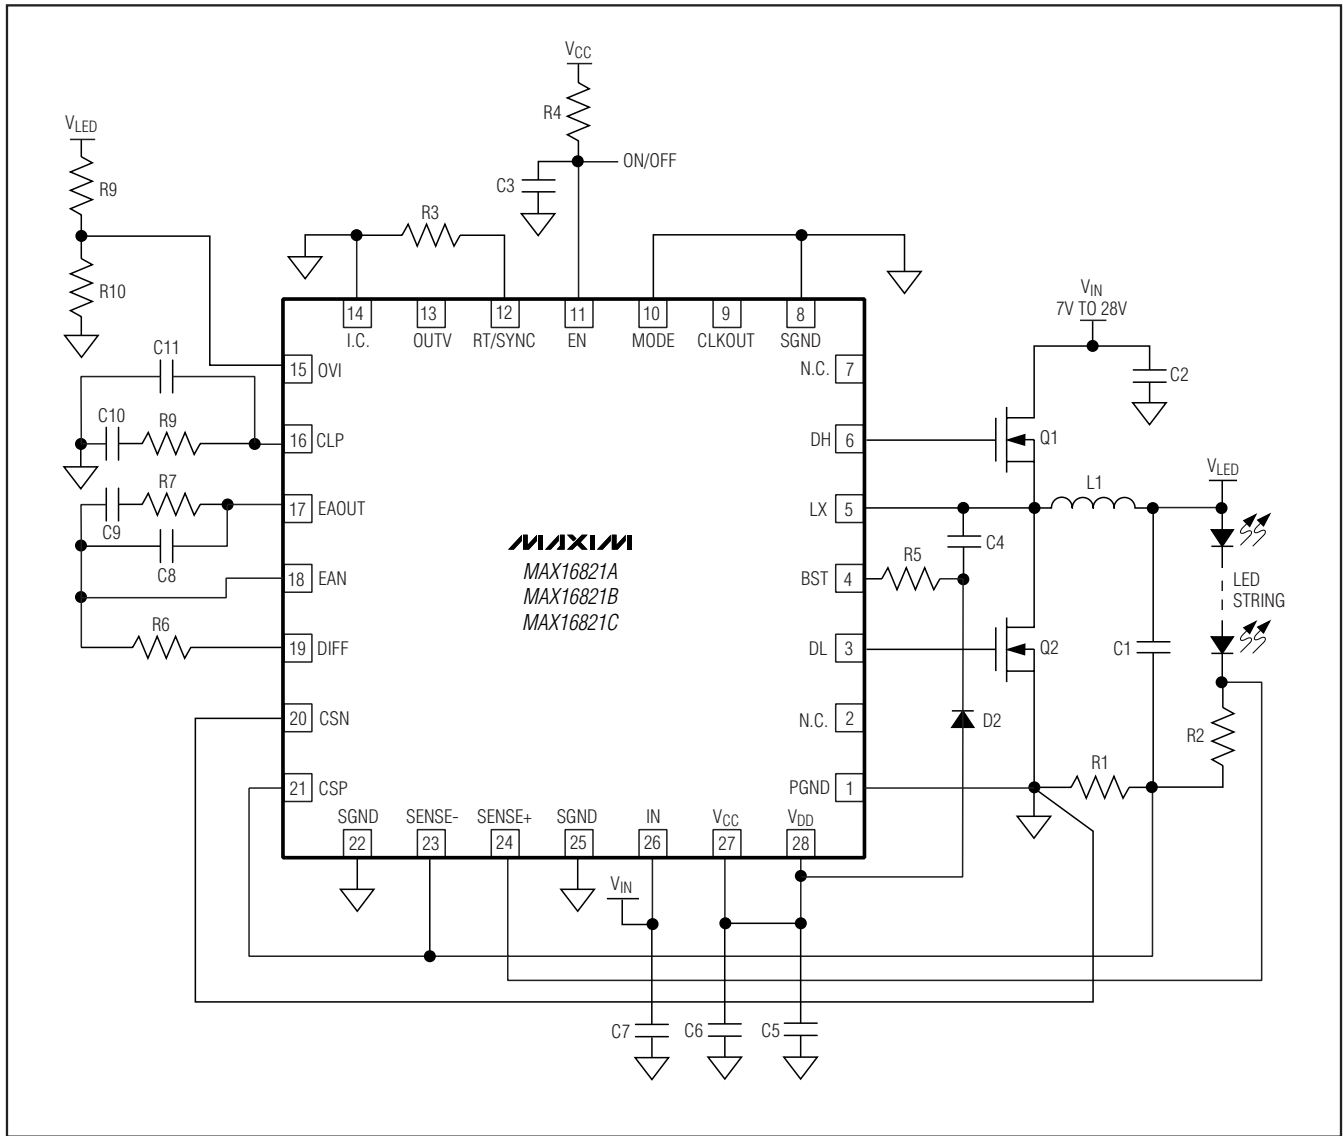 VCC
R4
ON/OFF
C3
VLED
R9
R10
R3
VIN
7V TO 28V
C2
14 13 12 11 10 9 8
I.C. OUTV RT/SYNC EN MODE CLKOUT SGND
C11
15 OVI
N.C. 7
C10 R9
16 CLP
DH 6
Q1
VLED
L1
R7
17 EAOUT
LX 5
C9
C8
MAXIM
MAX16821A
MAX16821B
MAX16821C
C4
R5
18 EAN
BST 4
LED
STRING
R6
19 DIFF
DL 3
Q2
C1
20 CSN
N.C. 2
D2
R2
21 CSP
PGND 1
R1
SGND SENSE- SENSE+ SGND IN VCC VDD
22 23 24 25 26 27 28
VIN
C7 C6 C5